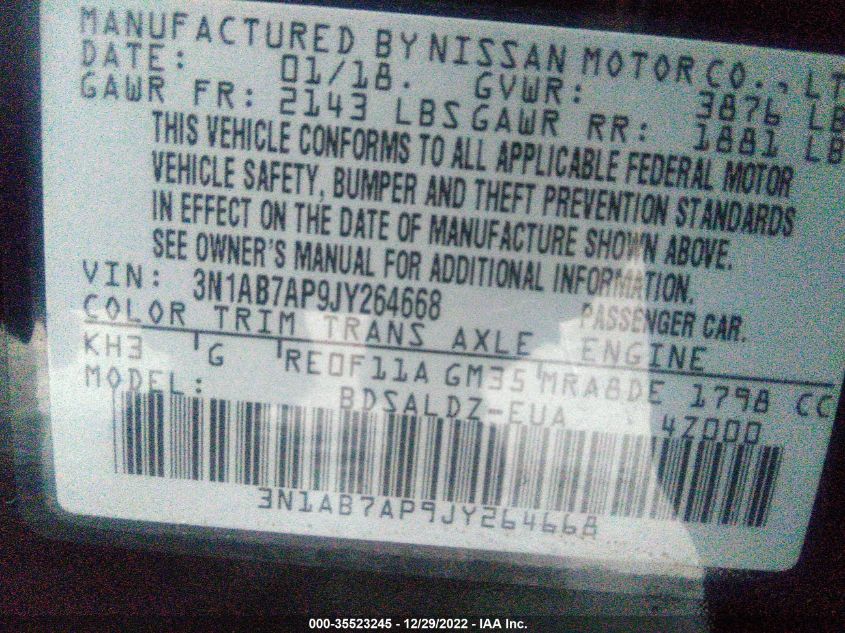 MANUFACTURED BY NISSAN MOTOR CO., LT
DATE: 01/18. GVWR: 3876 LB
GAWR FR: 2143 LBS GAWR RR: 1881 LB
THIS VEHICLE CONFORMS TO ALL APPLICABLE FEDERAL MOTOR
VEHICLE SAFETY, BUMPER AND THEFT PREVENTION STANDARDS
IN EFFECT ON THE DATE OF MANUFACTURE SHOWN ABOVE.
SEE OWNER'S MANUAL FOR ADDITIONAL INFORMATION.
VIN: 3N1AB7AP9JY264668 PASSENGER CAR.
COLOR TRIM TRANS AXLE ENGINE
KH3 G RE0F11A GM35 MRA8DE 1798 CC
MODEL: BDSALDZ-EUA 4Z000
3N1AB7AP9JY264668
000-35523245 - 12/29/2022 - IAA Inc.